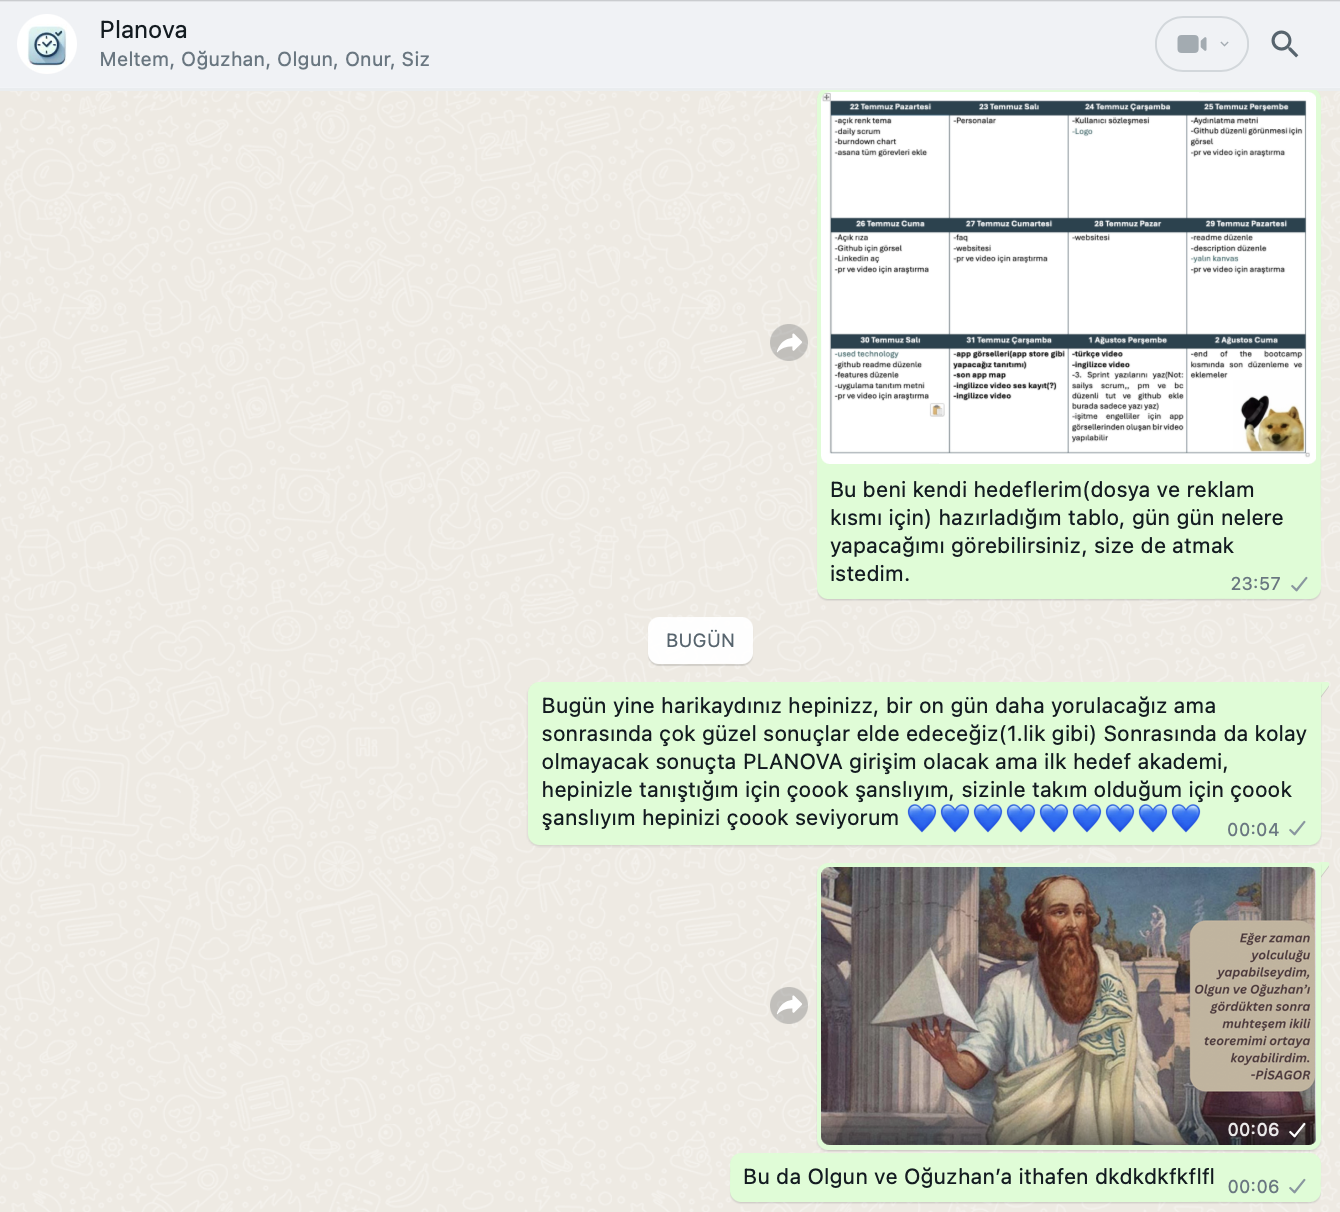 Planova
Meltem, Oğuzhan, Olgun, Onur, Siz
22 Temmuz Pazartesi
-açık renk tema
-daily scrum
-burndown chart
-asana tüm görevleri ekle
23 Temmuz Salı
-Personalar
24 Temmuz Çarşamba
-Kullanıcı sözleşmesi
-Logo
25 Temmuz Perşembe
-Aydınlatma metni
-Github düzenli görünmesi için
görsel
-pr ve video için araştırma
26 Temmuz Cuma
-Açık rıza
-Github için görsel
-Linkedin aç
-pr ve video için araştırma
27 Temmuz Cumartesi
-faq
-websitesi
-pr ve video için araştırma
28 Temmuz Pazar
-websitesi
29 Temmuz Pazartesi
-readme düzenle
-description düzenle
-yalın kanvas
-pr ve video için araştırma
30 Temmuz Salı
-used technology
-github readme düzenle
-features düzenle
-uygulama tanıtım metni
-pr ve video için araştırma
31 Temmuz Çarşamba
-app görselleri(app store gibi
yapacağız tanıtımı)
-son app map
-ingilizce video ses kayıt(?)
-ingilizce video
1 Ağustos Perşembe
-türkçe video
-ingilizce video
-3. Sprint yazılarını yaz(Not:
sailys scrum,, pm ve bc
düzenli tut ve github ekle
burada sadece yazı yaz)
-işitme engelliler için app
görsellerinden oluşan bir video
yapılabilir
2 Ağustos Cuma
-end of the bootcamp
kısmında son düzenleme ve
eklemeler
Bu beni kendi hedeflerim(dosya ve reklam
kısmı için) hazırladığım tablo, gün gün nelere
yapacağımı görebilirsiniz, size de atmak
istedim.
23:57
BUGÜN
Bugün yine harikaydınız hepinizz, bir on gün daha yorulacağız ama
sonrasında çok güzel sonuçlar elde edeceğiz(1.lik gibi) Sonrasında da kolay
olmayacak sonuçta PLANOVA girişim olacak ama ilk hedef akademi,
hepinizle tanıştığım için çoook şanslıyım, sizinle takım olduğum için çoook
şanslıyım hepinizi çoook seviyorum 💙💙💙💙💙💙💙💙💙
00:04
Eğer zaman
yolculuğu
yapabilseydim,
Olgun ve Oğuzhan'ı
gördükten sonra
muhteşem ikili
teoremimi ortaya
koyabilirdim.
-PİSAGOR
00:06
Bu da Olgun ve Oğuzhan’a ithafen dkdkdkfkflfl
00:06